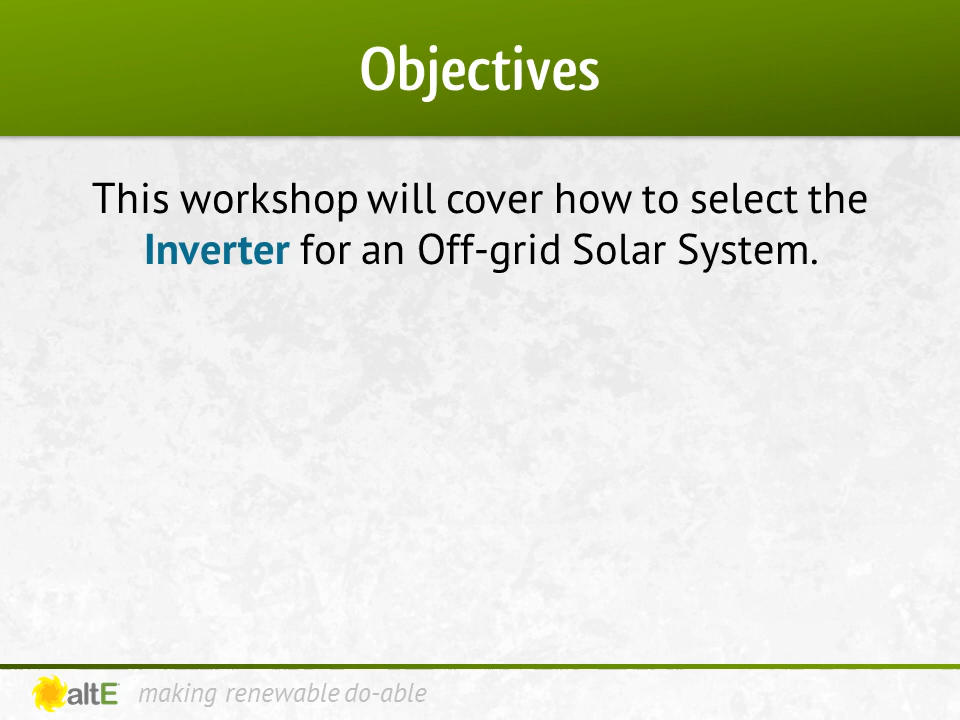 Objectives
This workshop will cover how to select the
Inverter for an Off-grid Solar System.
altE making renewable do-able